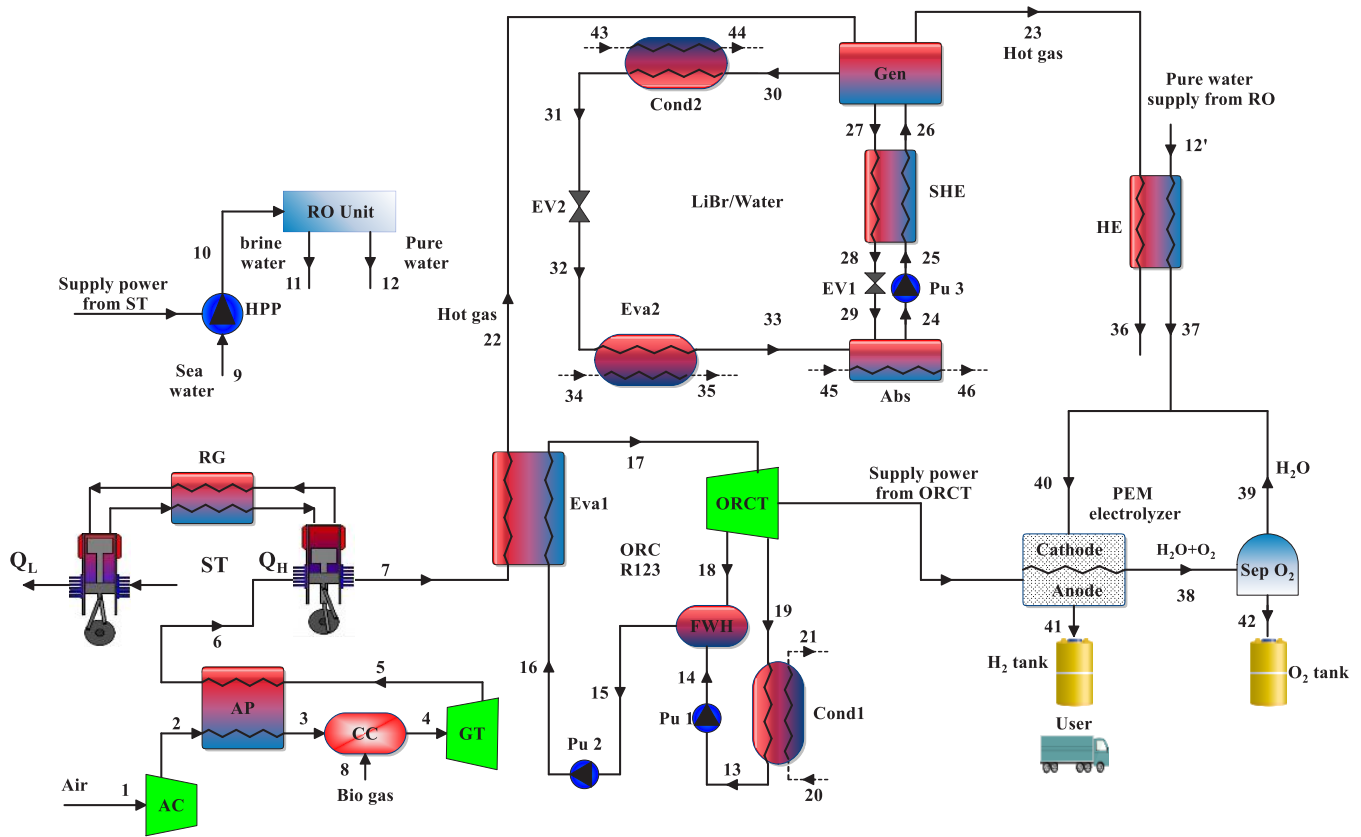 43
44
23
Hot gas
Gen
Pure water
supply from RO
Cond2
30
31
27
26
12'
SHE
EV2
LiBr/Water
RO Unit
HE
10
brine
water
Pure
water
11
12
28
25
32
EV1
Pu 3
Supply power
from ST
HPP
Eva2
Hot gas
22
33
29
24
36
37
Sea
water
9
34
35
45
46
Abs
17
RG
Supply power
from ORCT
H₂O
Eva1
ORCT
40
PEM
electrolyzer
39
Q_L
ST
Q_H
7
ORC
R123
Cathode
Anode
H₂O+O₂
38
Sep O₂
18
19
6
FWH
21
41
42
5
16
15
14
H₂ tank
O₂ tank
AP
2
3
CC
4
GT
Pu 1
Cond1
User
Pu 2
8
13
20
Air
1
AC
Bio gas